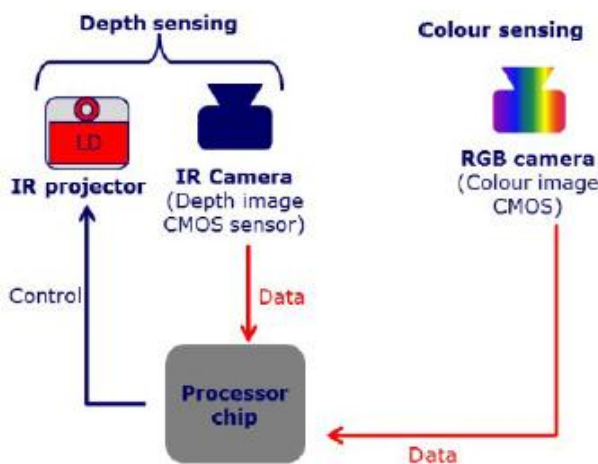 Depth sensing
Colour sensing
LD
IR projector
IR Camera
(Depth image
CMOS sensor)
RGB camera
(Colour image
CMOS)
Control
Data
Processor
chip
Data